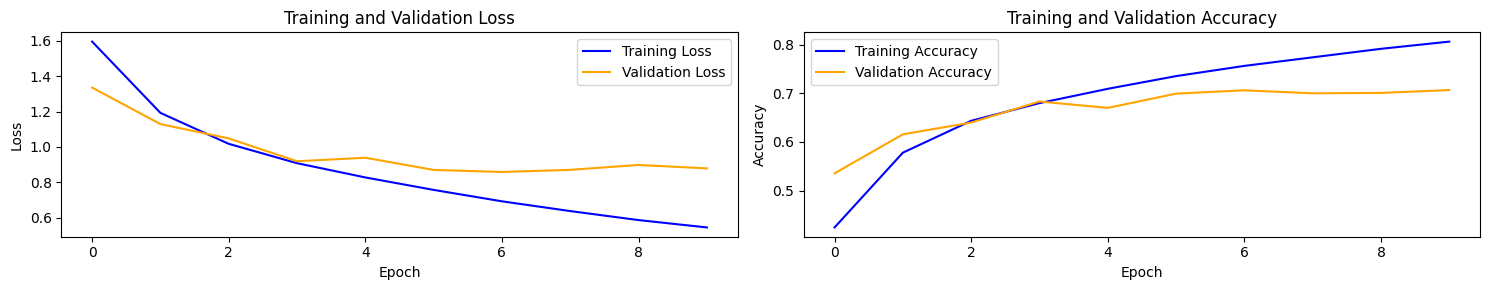 Training and Validation Loss
1.6
1.4
1.2
1.0
0.8
0.6
Loss
Training Loss
Validation Loss
0
2
4
6
8
Epoch
Training and Validation Accuracy
0.8
0.7
0.6
0.5
Accuracy
Training Accuracy
Validation Accuracy
0
2
4
6
8
Epoch